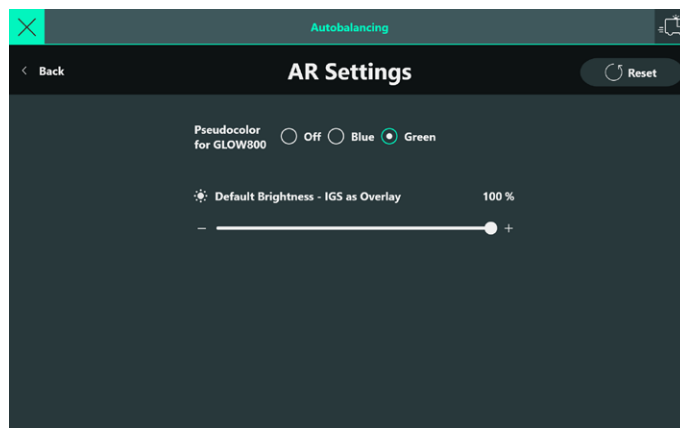 Autobalancing
Back
AR Settings
Reset
Pseudocolor
for GLOW800
Off
Blue
Green
Default Brightness - IGS as Overlay
100 %